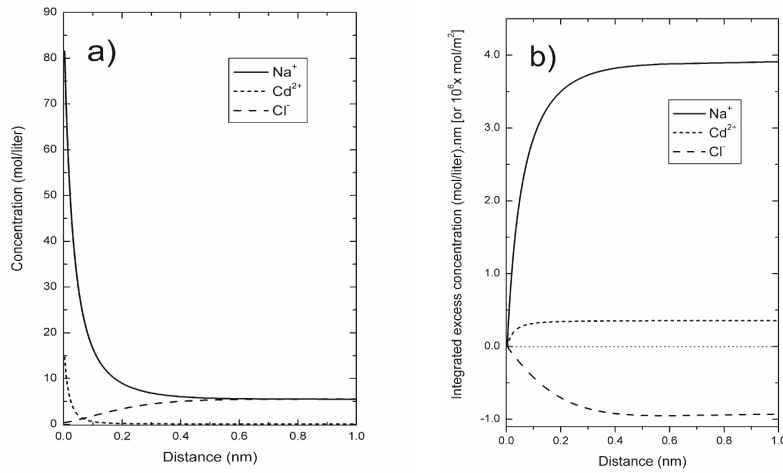 a)
Na⁺
Cd²⁺
Cl⁻
Concentration (mol/liter)
90
80
70
60
50
40
30
20
10
0
0.0 0.2 0.4 0.6 0.8 1.0
Distance (nm)
b)
Na⁺
Cd²⁺
Cl⁻
Integrated excess concentration (mol/liter).nm [or 10⁶x mol/m²]
4.0
3.0
2.0
1.0
0.0
-1.0
0.0 0.2 0.4 0.6 0.8 1.0
Distance (nm)